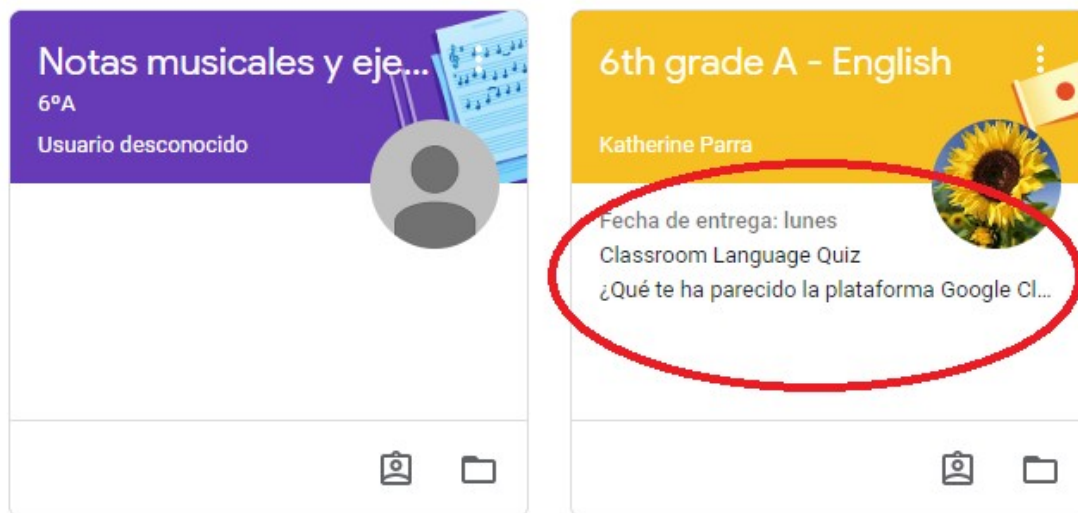 Notas musicales y eje...
6ºA
Usuario desconocido
6th grade A - English
Katherine Parra
Fecha de entrega: lunes
Classroom Language Quiz
¿Qué te ha parecido la plataforma Google Cl...